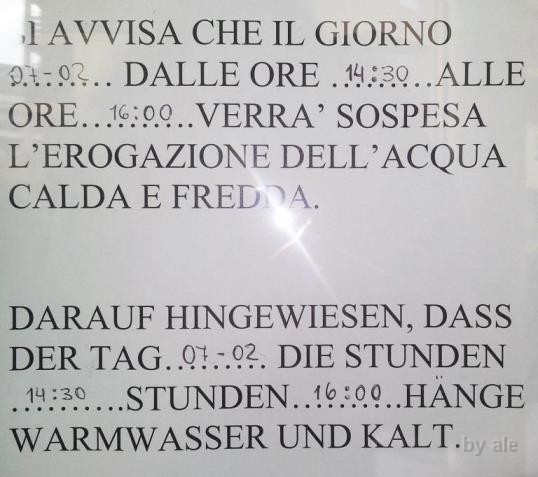 SI AVVISA CHE IL GIORNO
07-02... DALLE ORE ..14:30..ALLE
ORE...16:00..VERRA' SOSPESA
L'EROGAZIONE DELL'ACQUA
CALDA E FREDDA.
DARAUF HINGEWIESEN, DASS
DER TAG..07-02. DIE STUNDEN
..14:30....STUNDEN..16:00..HÄNGE
WARMWASSER UND KALT.
by ale